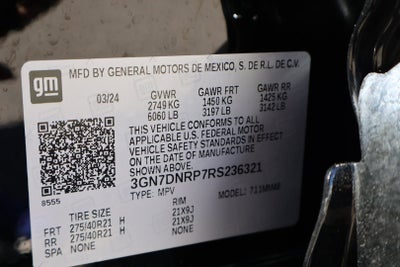 gm
MFD BY GENERAL MOTORS DE MEXICO, S. DE R.L. DE C.V.
03/24 GVWR GAWR FRT GAWR RR
2749 KG 1450 KG 1425 KG
6060 LB 3197 LB 3142 LB
THIS VEHICLE CONFORMS TO ALL
APPLICABLE U.S. FEDERAL MOTOR
VEHICLE SAFETY STANDARDS IN EFFECT
ON THE DATE OF MANUFACTURE
SHOWN ABOVE.
3GN7DNRP7RS236321
8555 TYPE: MPV MODEL:
TIRE SIZE RIM
FRT 275/40R21 H 21X9J
RR 275/40R21 H 21X9J
SPA NONE NONE